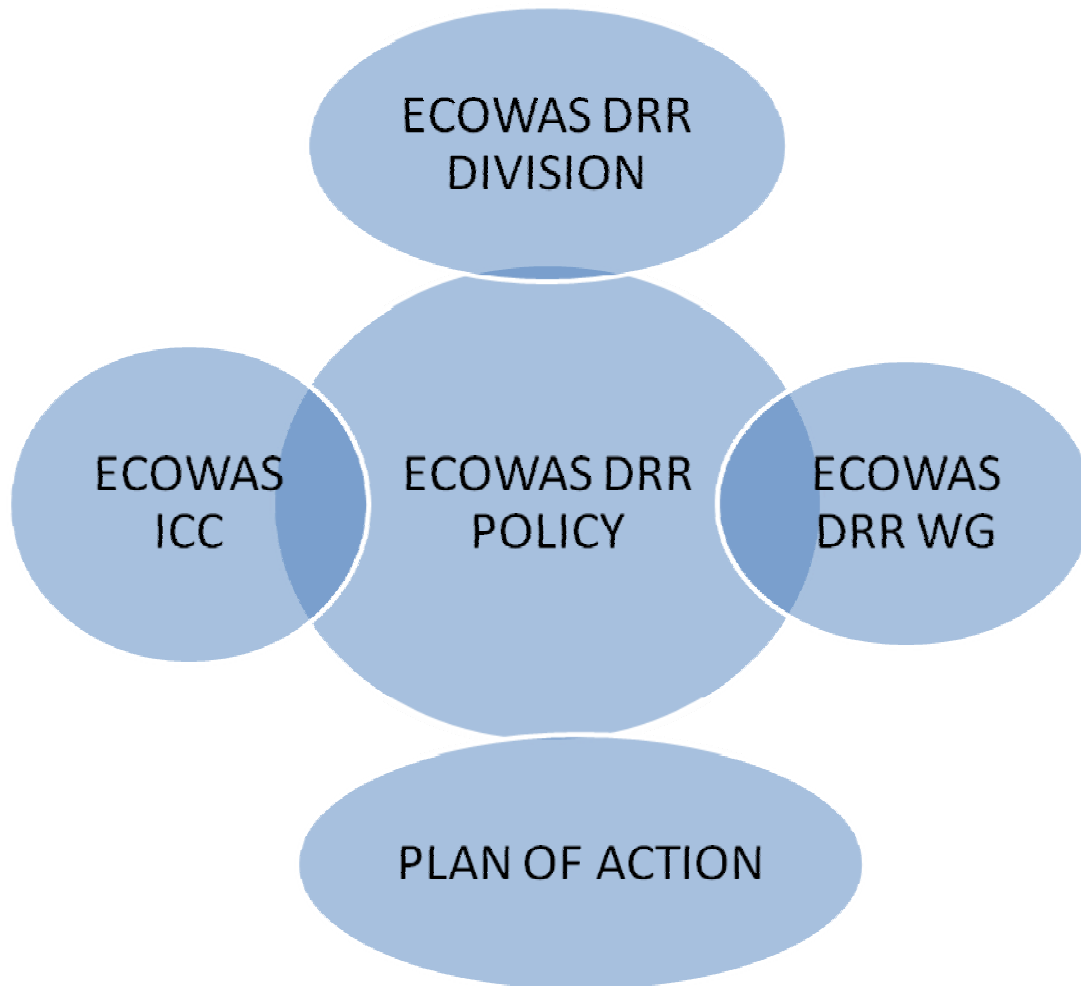 ECOWAS DRR
DIVISION
ECOWAS
ICC
ECOWAS DRR
POLICY
ECOWAS
DRR WG
PLAN OF ACTION